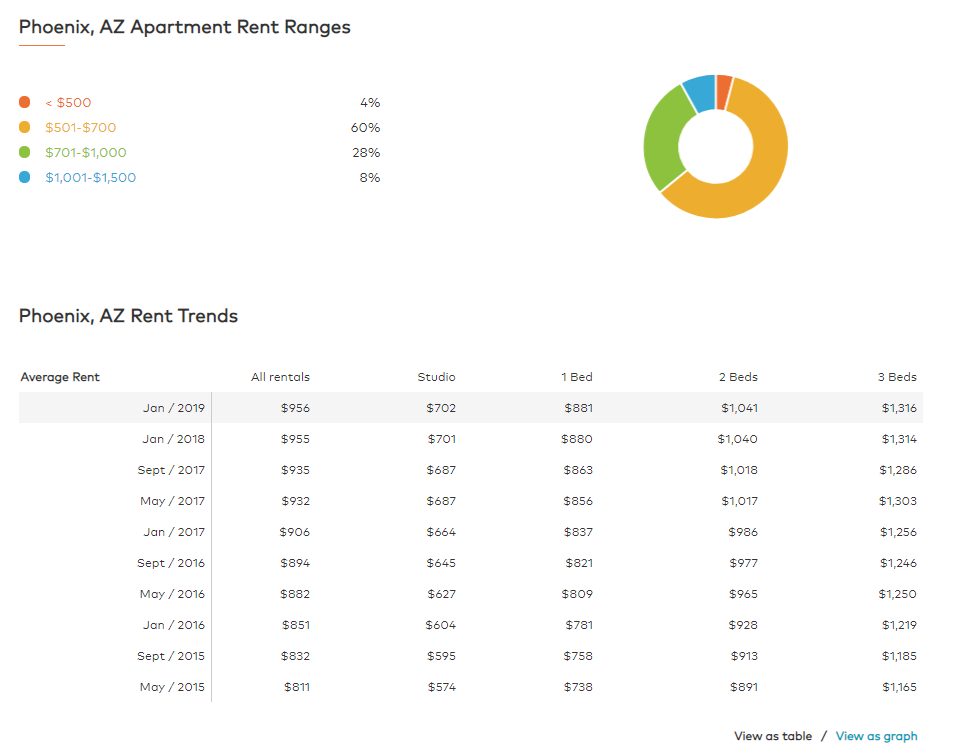 Phoenix, AZ Apartment Rent Ranges
< $500 4%
$501-$700 60%
$701-$1,000 28%
$1,001-$1,500 8%
Phoenix, AZ Rent Trends
Average Rent All rentals Studio 1 Bed 2 Beds 3 Beds
Jan / 2019 $956 $702 $881 $1,041 $1,316
Jan / 2018 $955 $701 $880 $1,040 $1,314
Sept / 2017 $935 $687 $863 $1,018 $1,286
May / 2017 $932 $687 $856 $1,017 $1,303
Jan / 2017 $906 $664 $837 $986 $1,256
Sept / 2016 $894 $645 $821 $977 $1,246
May / 2016 $882 $627 $809 $965 $1,250
Jan / 2016 $851 $604 $781 $928 $1,219
Sept / 2015 $832 $595 $758 $913 $1,185
May / 2015 $811 $574 $738 $891 $1,165
View as table / View as graph